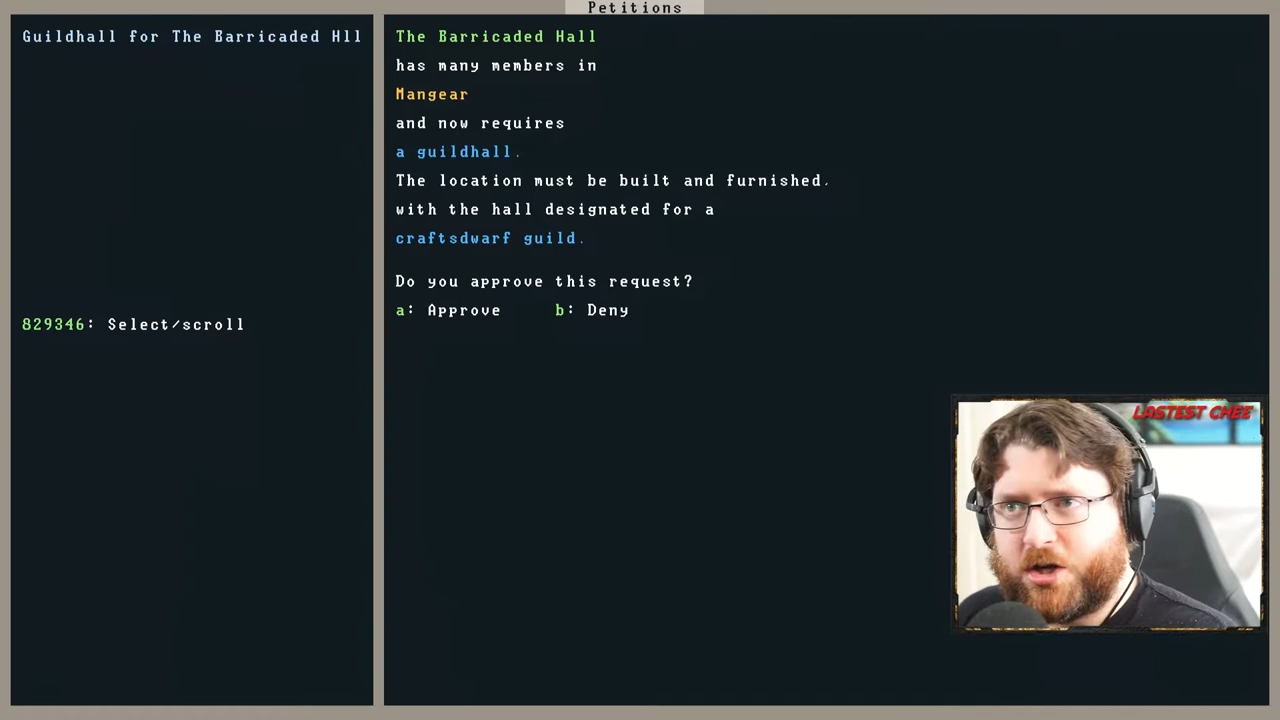 Petitions
Guildhall for The Barricaded Hll
829346: Select/scroll
The Barricaded Hall
has many members in
Mangear
and now requires
a guildhall.
The location must be built and furnished.
with the hall designated for a
craftsdwarf guild.
Do you approve this request?
a: Approve b: Deny
LASTEST CHEE